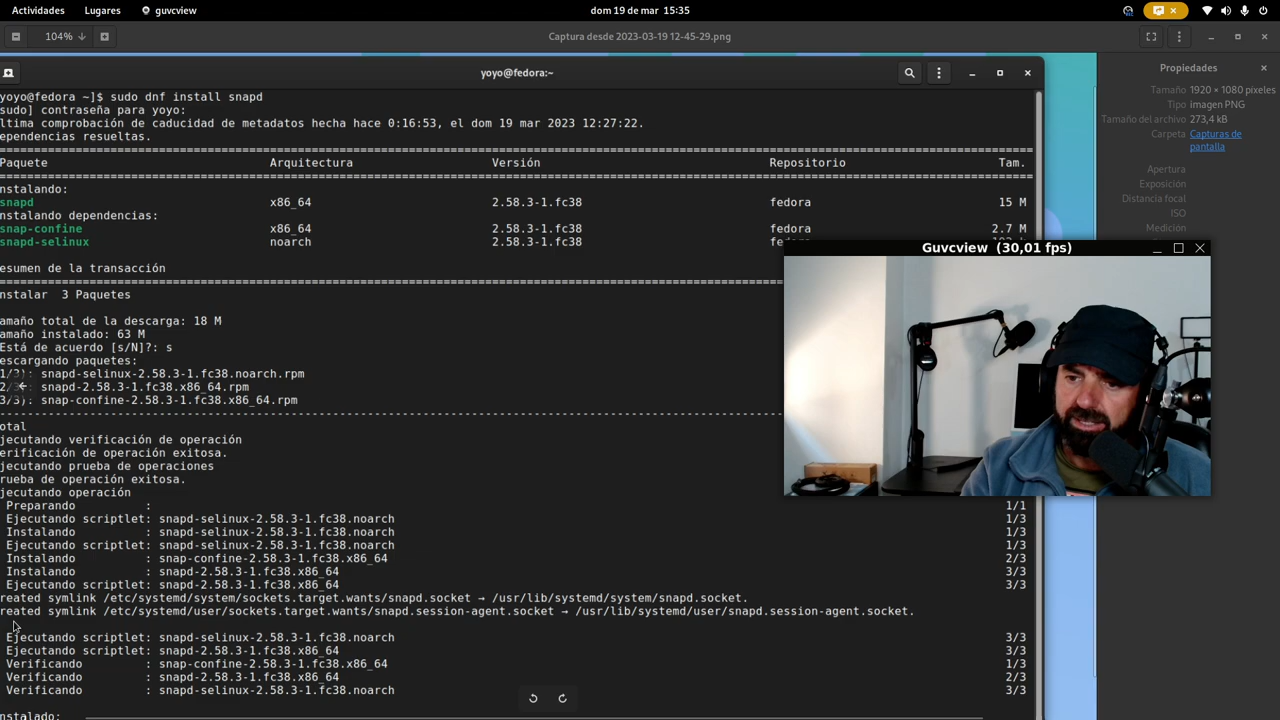 Actividades Lugares guvcview dom 19 de mar 15:35
104% Captura desde 2023-03-19 12-45-29.png
yoyo@fedora:~
yoyo@fedora ~]$ sudo dnf install snapd
sudo] contraseña para yoyo:
ltima comprobación de caducidad de metadatos hecha hace 0:16:53, el dom 19 mar 2023 12:27:22.
ependencias resueltas.
Paquete Arquitectura Versión Repositorio Tam.
nstalando:
snapd x86_64 2.58.3-1.fc38 fedora 15 M
nstalando dependencias:
snap-confine x86_64 2.58.3-1.fc38 fedora 2.7 M
snapd-selinux noarch 2.58.3-1.fc38
esumen de la transacción
nstalar 3 Paquetes
amaño total de la descarga: 18 M
amaño instalado: 63 M
Está de acuerdo [s/N]?: s
escargando paquetes:
1/3): snapd-selinux-2.58.3-1.fc38.noarch.rpm
snapd-2.58.3-1.fc38.x86_64.rpm
3/3): snap-confine-2.58.3-1.fc38.x86_64.rpm
otal
jecutando verificación de operación
erificación de operación exitosa.
jecutando prueba de operaciones
rueba de operación exitosa.
jecutando operación
Preparando : 1/1
Ejecutando scriptlet: snapd-selinux-2.58.3-1.fc38.noarch 1/3
Instalando : snapd-selinux-2.58.3-1.fc38.noarch 1/3
Ejecutando scriptlet: snapd-selinux-2.58.3-1.fc38.noarch 1/3
Instalando : snap-confine-2.58.3-1.fc38.x86_64 2/3
Instalando : snapd-2.58.3-1.fc38.x86_64 3/3
Ejecutando scriptlet: snapd-2.58.3-1.fc38.x86_64 3/3
reated symlink /etc/systemd/system/sockets.target.wants/snapd.socket → /usr/lib/systemd/system/snapd.socket.
reated symlink /etc/systemd/user/sockets.target.wants/snapd.session-agent.socket → /usr/lib/systemd/user/snapd.session-agent.socket.
Ejecutando scriptlet: snapd-selinux-2.58.3-1.fc38.noarch 3/3
Ejecutando scriptlet: snapd-2.58.3-1.fc38.x86_64 3/3
Verificando : snap-confine-2.58.3-1.fc38.x86_64 1/3
Verificando : snapd-2.58.3-1.fc38.x86_64 2/3
Verificando : snapd-selinux-2.58.3-1.fc38.noarch 3/3
nstalado:
Guvcview (30,01 fps)
Propiedades
Tamaño 1920 × 1080 píxeles
Tipo imagen PNG
Tamaño del archivo 273,4 kB
Carpeta Capturas de
pantalla
Apertura
Exposición
Distancia focal
ISO
Medición